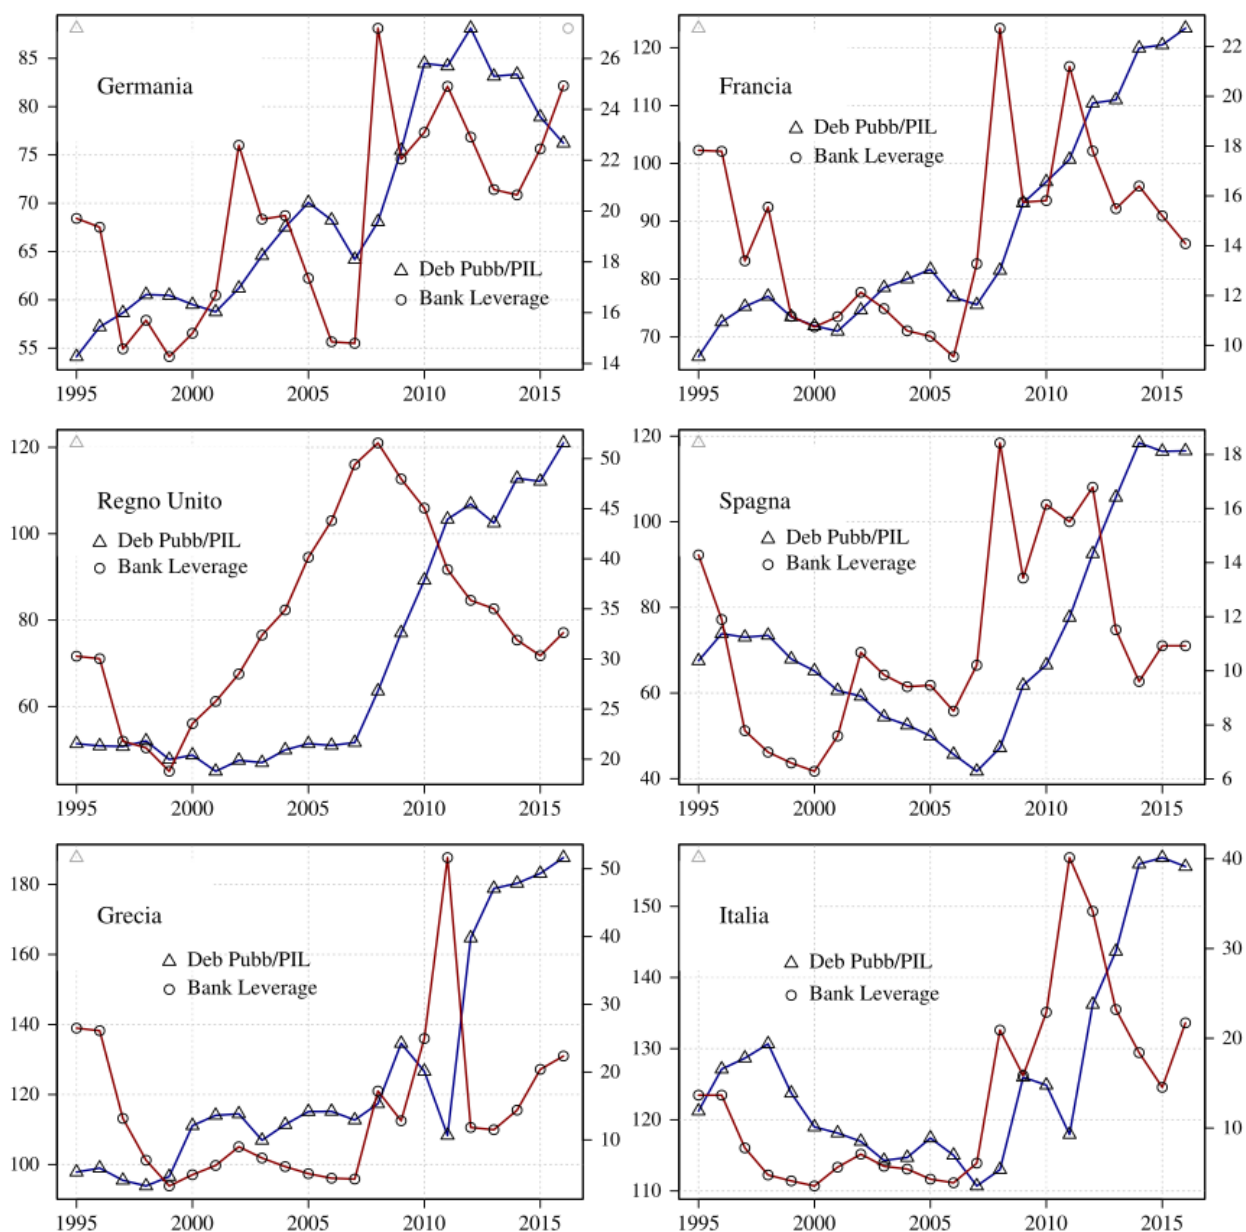 Germania
Deb Pubb/PIL
Bank Leverage
85
80
75
70
65
60
55
26
24
22
20
18
16
14
1995 2000 2005 2010 2015
Francia
Deb Pubb/PIL
Bank Leverage
120
110
100
90
80
70
22
20
18
16
14
12
10
1995 2000 2005 2010 2015
Regno Unito
Deb Pubb/PIL
Bank Leverage
120
100
80
60
50
45
40
35
30
25
20
1995 2000 2005 2010 2015
Spagna
Deb Pubb/PIL
Bank Leverage
120
100
80
60
40
18
16
14
12
10
8
6
1995 2000 2005 2010 2015
Grecia
Deb Pubb/PIL
Bank Leverage
180
160
140
120
100
50
40
30
20
10
1995 2000 2005 2010 2015
Italia
Deb Pubb/PIL
Bank Leverage
150
140
130
120
110
40
30
20
10
1995 2000 2005 2010 2015